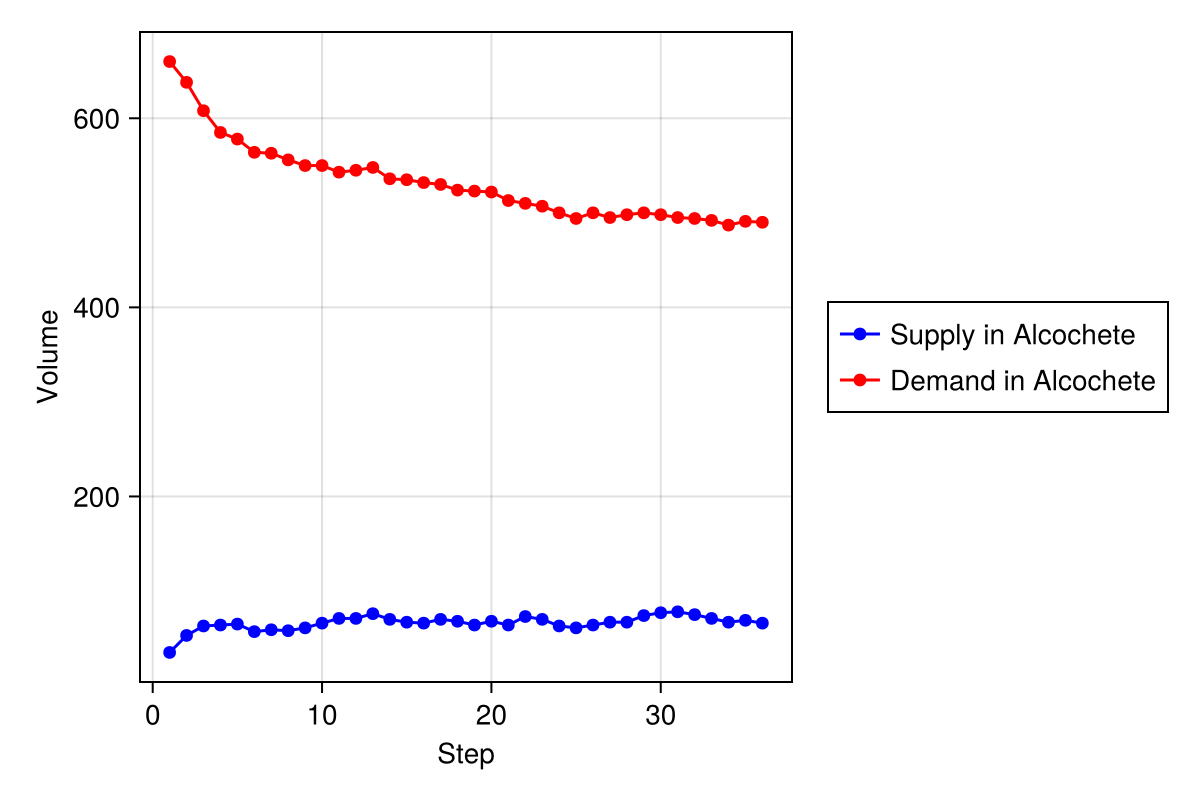 600
400
200
Volume
0 10 20 30
Step
Supply in Alcochete
Demand in Alcochete